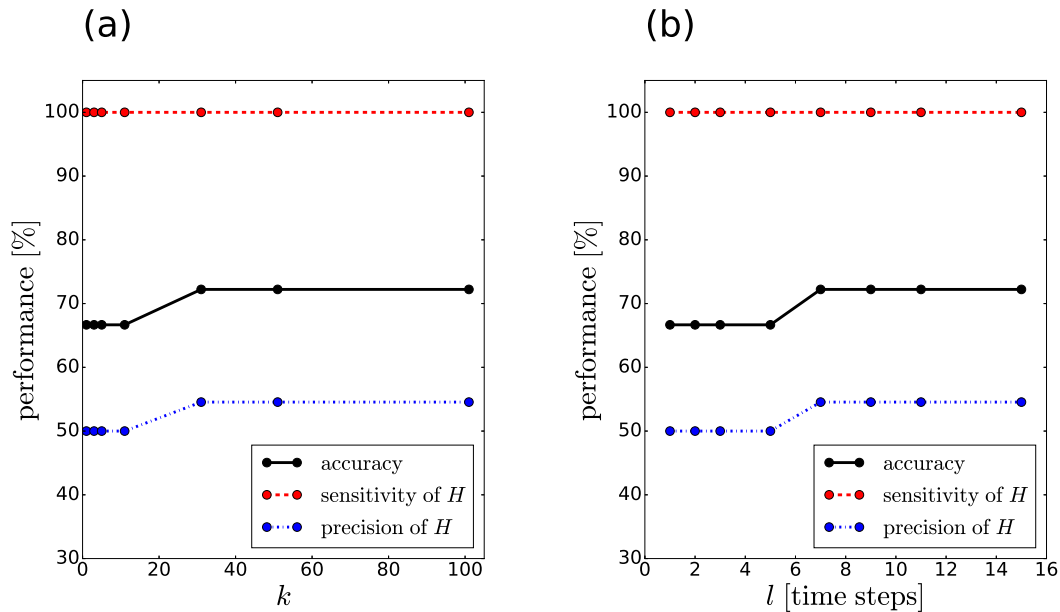 (a)
100
90
80
70
60
50
40
30
performance [%]
0 20 40 60 80 100
k
accuracy
sensitivity of H
precision of H
(b)
100
90
80
70
60
50
40
30
performance [%]
0 2 4 6 8 10 12 14 16
l [time steps]
accuracy
sensitivity of H
precision of H